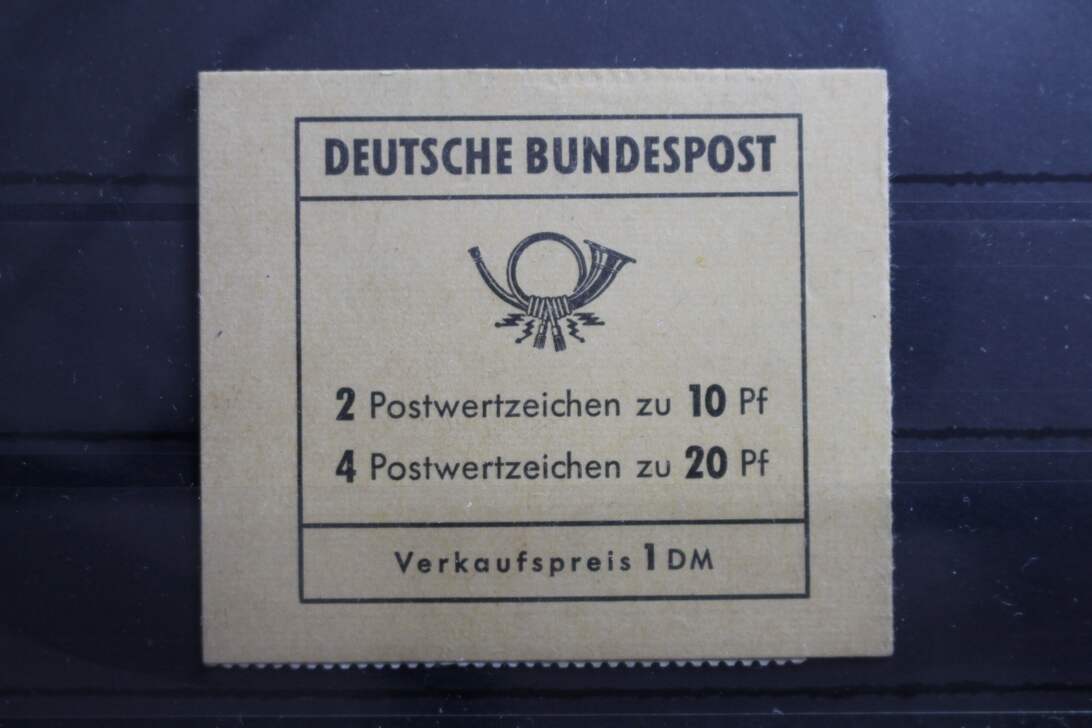 DEUTSCHE BUNDESPOST
2 Postwertzeichen zu 10 Pf
4 Postwertzeichen zu 20 Pf
Verkaufspreis 1 DM